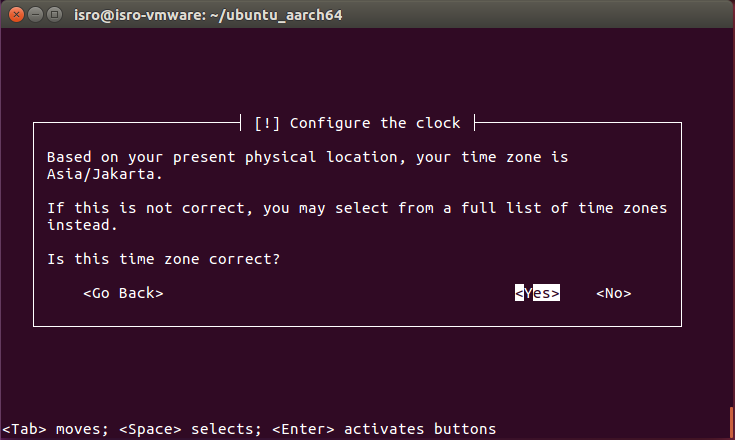 isro@isro-vmware: ~/ubuntu_aarch64
[!] Configure the clock
Based on your present physical location, your time zone is
Asia/Jakarta.
If this is not correct, you may select from a full list of time zones
instead.
Is this time zone correct?
<Go Back> <Yes> <No>
<Tab> moves; <Space> selects; <Enter> activates buttons